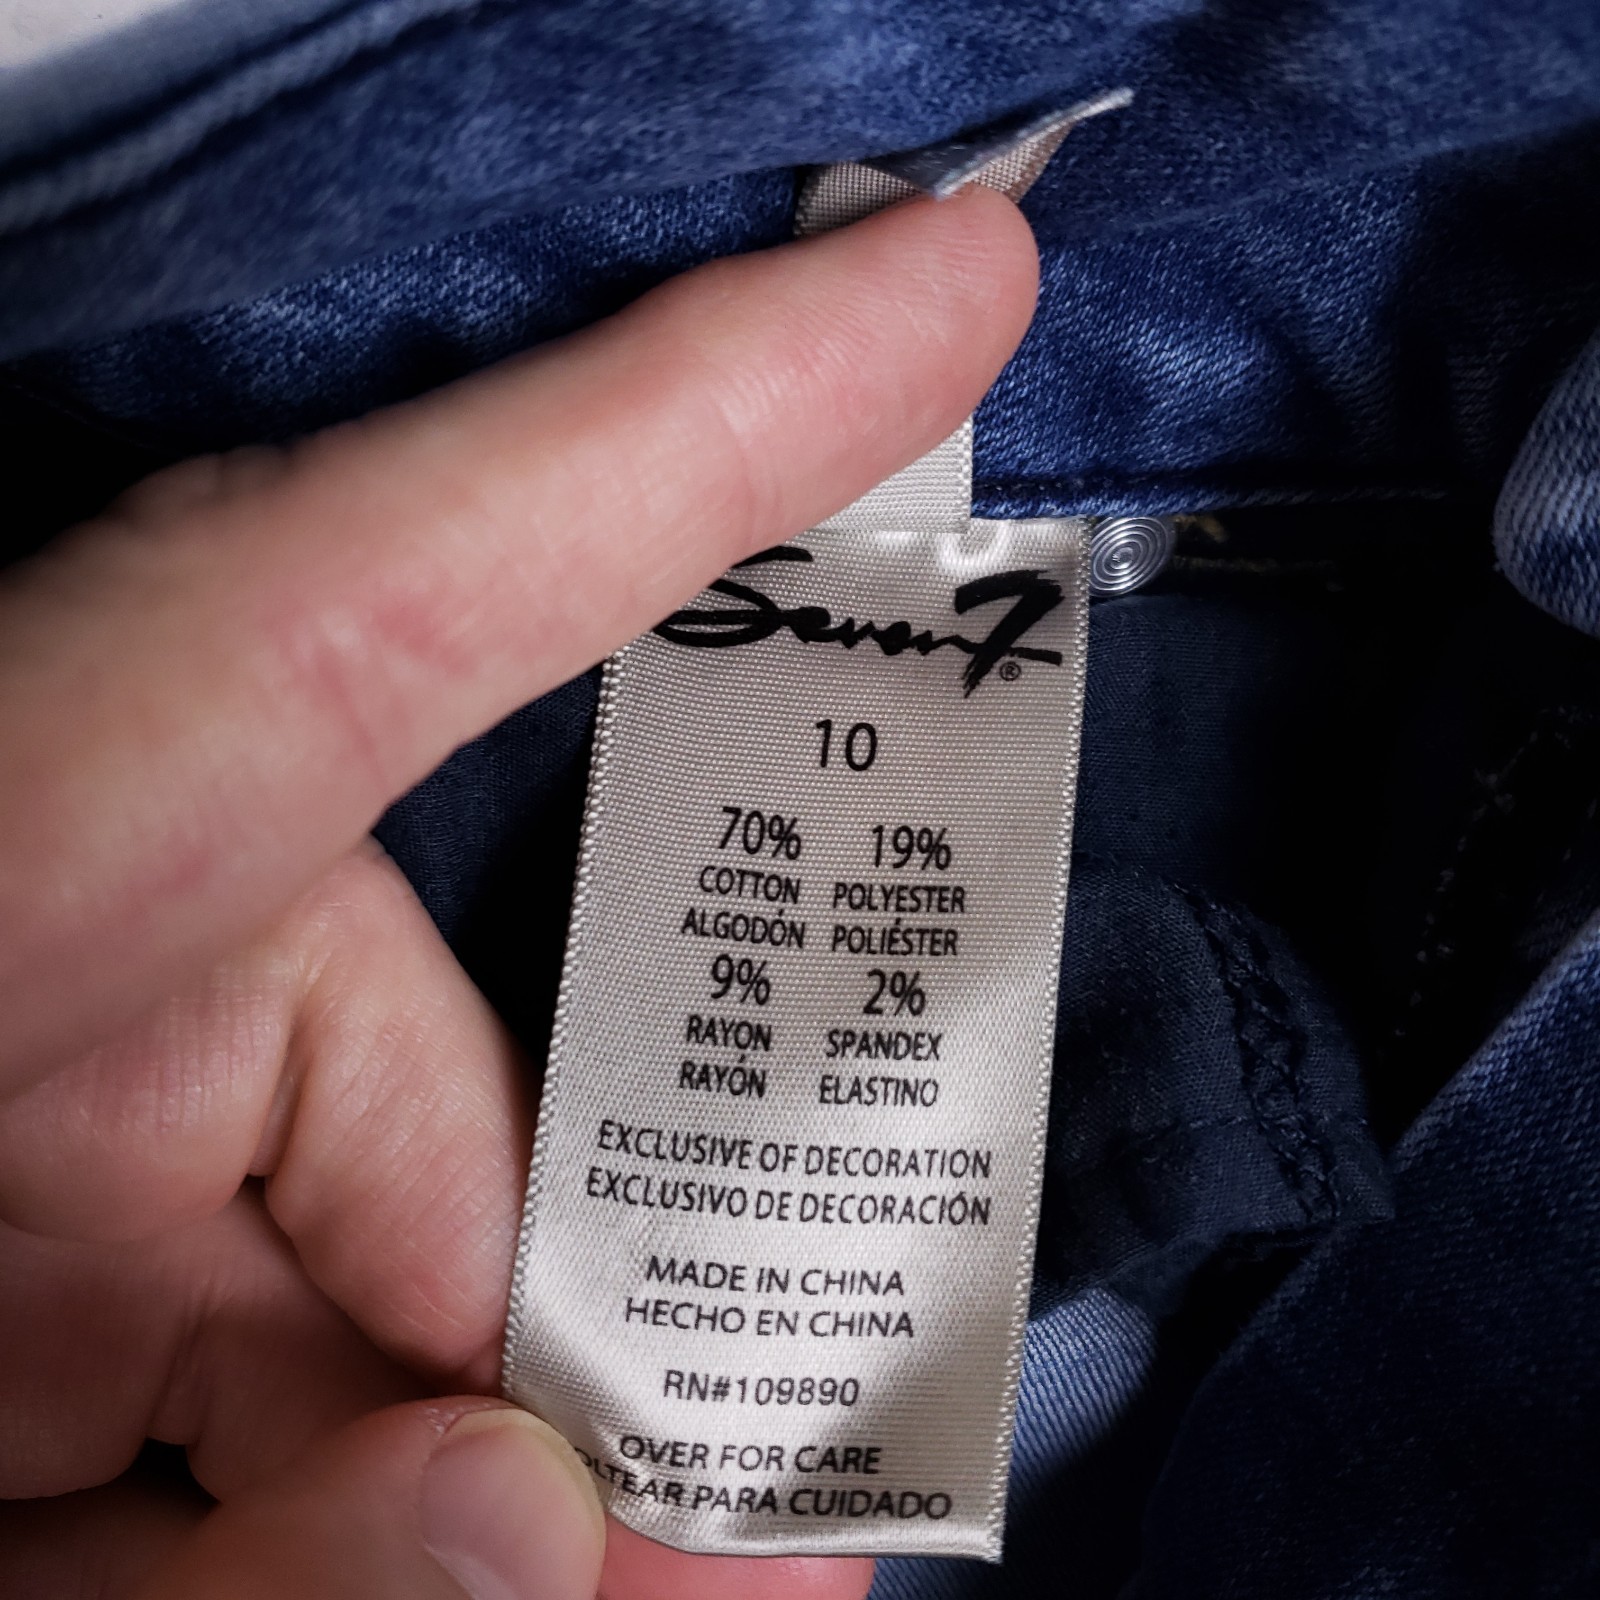 Seven7®
10
70% 19%
COTTON POLYESTER
ALGODÓN POLIÉSTER
9% 2%
RAYON SPANDEX
RAYÓN ELASTINO
EXCLUSIVE OF DECORATION
EXCLUSIVO DE DECORACIÓN
MADE IN CHINA
HECHO EN CHINA
RN#109890
OVER FOR CARE
PARA CUIDADO